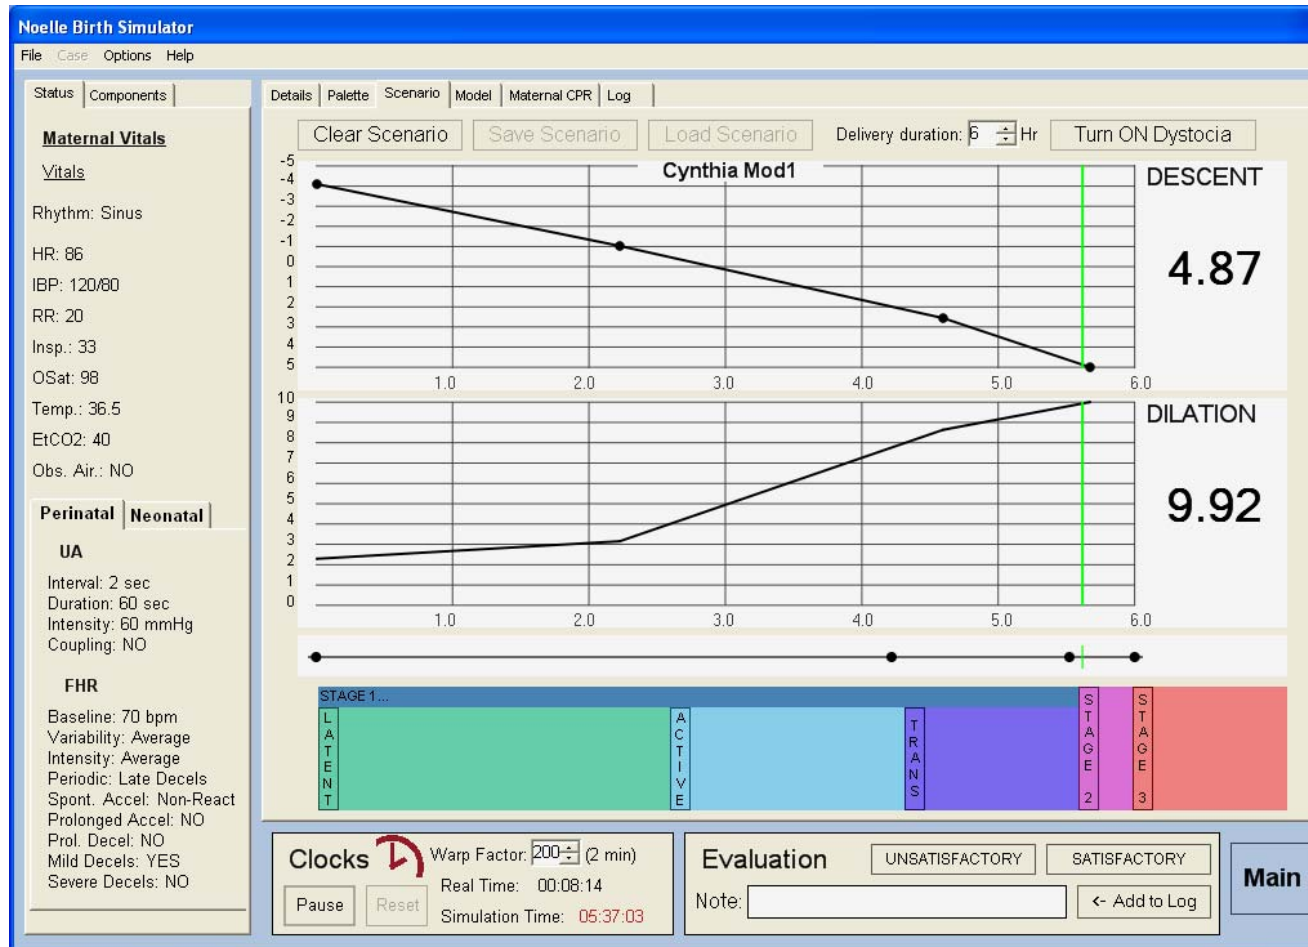 Noelle Birth Simulator
File Case Options Help
Status Components
Maternal Vitals
Vitals
Rhythm: Sinus
HR: 86
IBP: 120/80
RR: 20
Insp.: 33
OSat: 98
Temp.: 36.5
EtCO2: 40
Obs. Air.: NO
Perinatal Neonatal
UA
Interval: 2 sec
Duration: 60 sec
Intensity: 60 mmHg
Coupling: NO
FHR
Baseline: 70 bpm
Variability: Average
Intensity: Average
Periodic: Late Decels
Spont. Accel: Non-React
Prolonged Accel: NO
Prol. Decel: NO
Mild Decels: YES
Severe Decels: NO
Details Palette Scenario Model Maternal CPR Log
Clear Scenario Save Scenario Load Scenario Delivery duration: 6 Hr Turn ON Dystocia
Cynthia Mod1
-5
-4
-3
-2
-1
0
1
2
3
4
5
1.0 2.0 3.0 4.0 5.0 6.0
DESCENT
4.87
10
9
8
7
6
5
4
3
2
1
0
1.0 2.0 3.0 4.0 5.0 6.0
DILATION
9.92
STAGE 1...
LATENT
ACTIVE
TRANS
STAGE 2
STAGE 3
Clocks Warp Factor: 200 (2 min)
Real Time: 00:08:14
Pause Reset
Simulation Time: 05:37:03
Evaluation UNSATISFACTORY SATISFACTORY
Note: <- Add to Log
Main